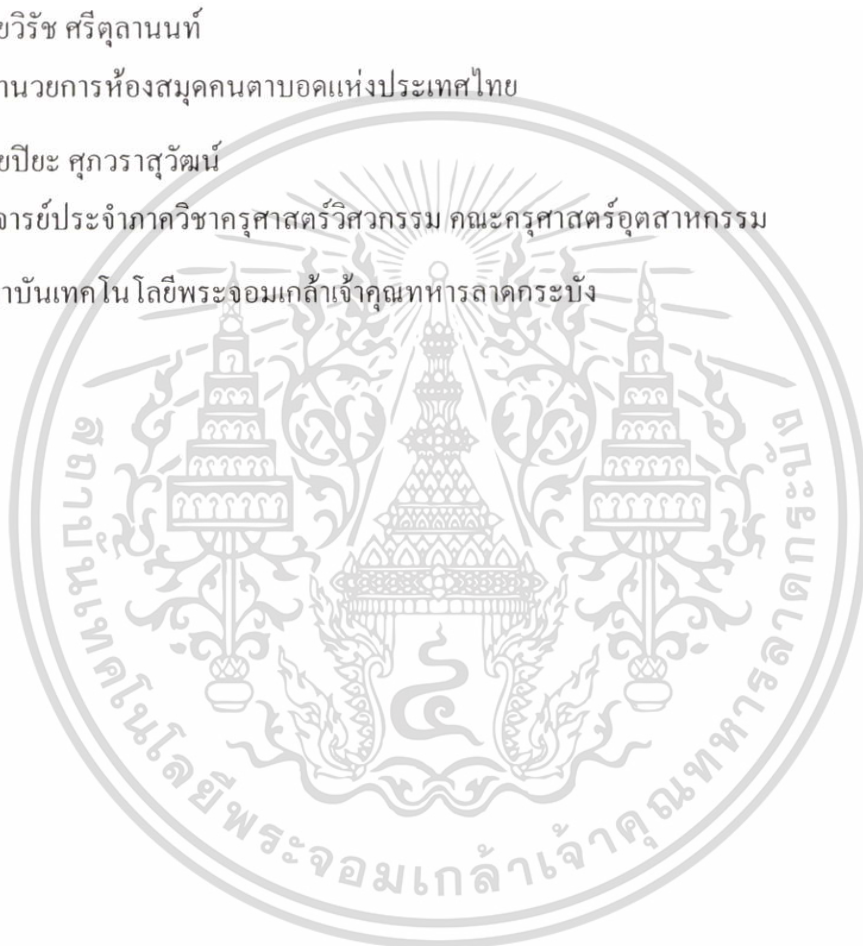 ยวิรัช ศรีตุลานนท์
านวยการห้องสมุดคนตาบอดแห่งประเทศไทย
ยปิยะ ศุภวราสุวัฒน์
จารย์ประจำภาควิชาครุศาสตร์วิศวกรรม คณะครุศาสตร์อุตสาหกรรม
าบันเทคโนโลยีพระจอมเกล้าเจ้าคุณทหารลาดกระบัง
สถาบันเทคโนโลยีพระจอมเกล้าเจ้าคุณทหารลาดกระบัง
๔